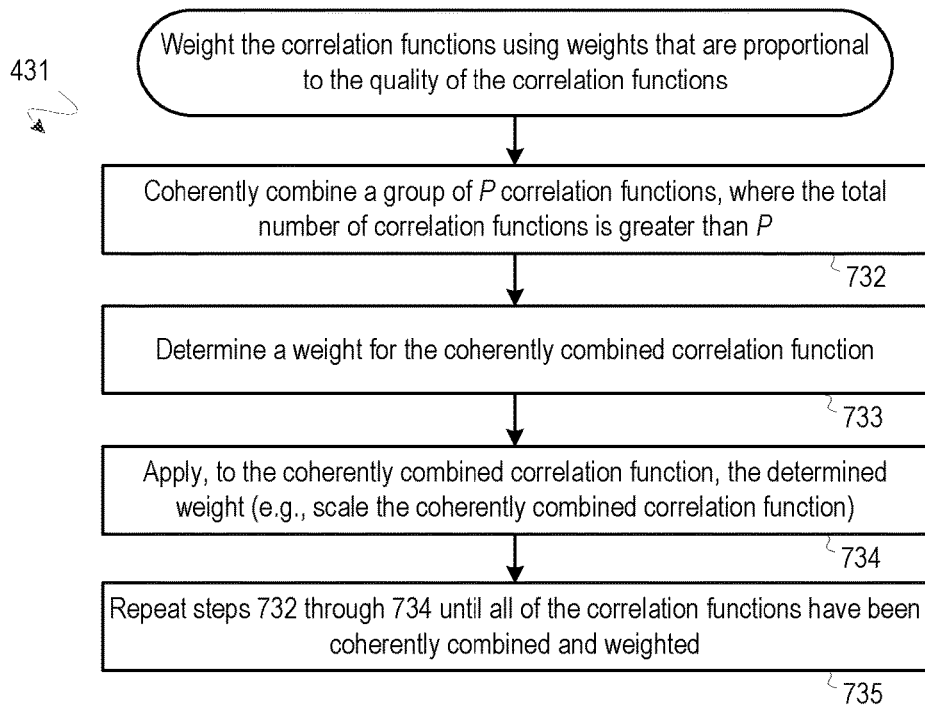 Weight the correlation functions using weights that are proportional
to the quality of the correlation functions
431
Coherently combine a group of P correlation functions, where the total
number of correlation functions is greater than P
732
Determine a weight for the coherently combined correlation function
733
Apply, to the coherently combined correlation function, the determined
weight (e.g., scale the coherently combined correlation function)
734
Repeat steps 732 through 734 until all of the correlation functions have been
coherently combined and weighted
735